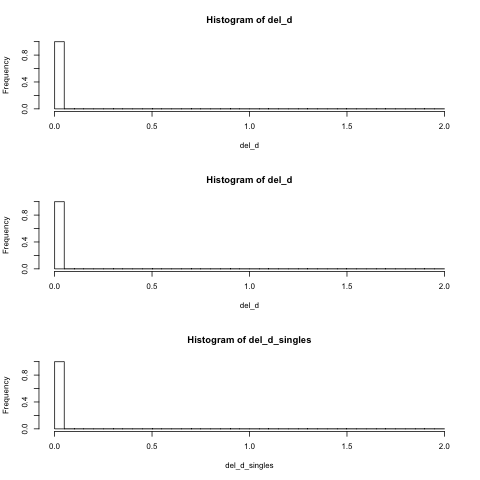 Histogram of del_d
Frequency
0.0 0.4 0.8
0.0 0.5 1.0 1.5 2.0
del_d
Histogram of del_d
Frequency
0.0 0.4 0.8
0.0 0.5 1.0 1.5 2.0
del_d
Histogram of del_d_singles
Frequency
0.0 0.4 0.8
0.0 0.5 1.0 1.5 2.0
del_d_singles